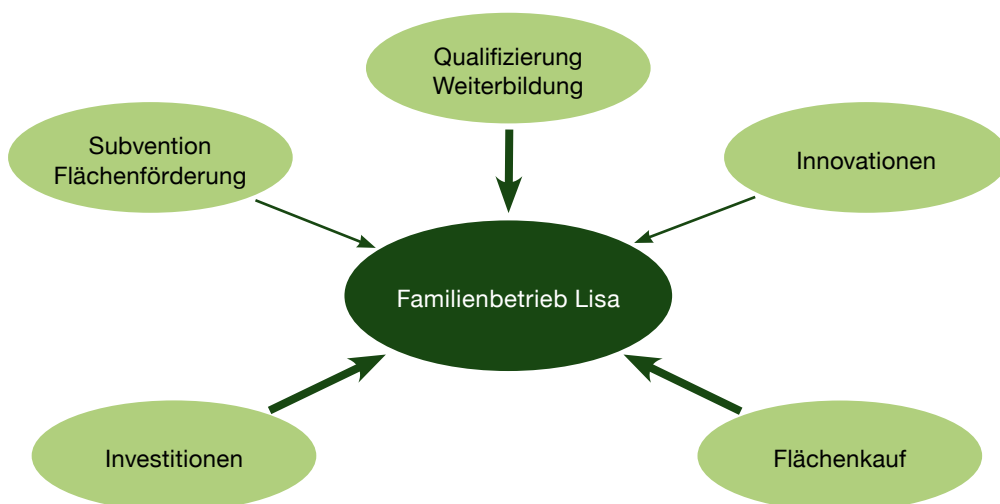 Qualifizierung
Weiterbildung
Subvention
Flächenförderung
Innovationen
Familienbetrieb Lisa
Investitionen
Flächenkauf